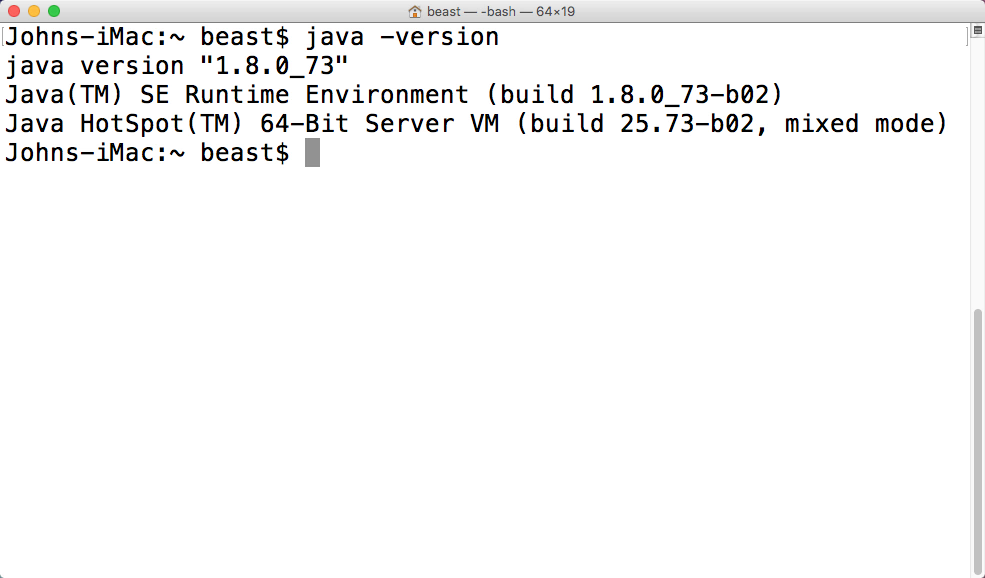 beast — -bash — 64×19
Johns-iMac:~ beast$ java -version
java version "1.8.0_73"
Java(TM) SE Runtime Environment (build 1.8.0_73-b02)
Java HotSpot(TM) 64-Bit Server VM (build 25.73-b02, mixed mode)
Johns-iMac:~ beast$